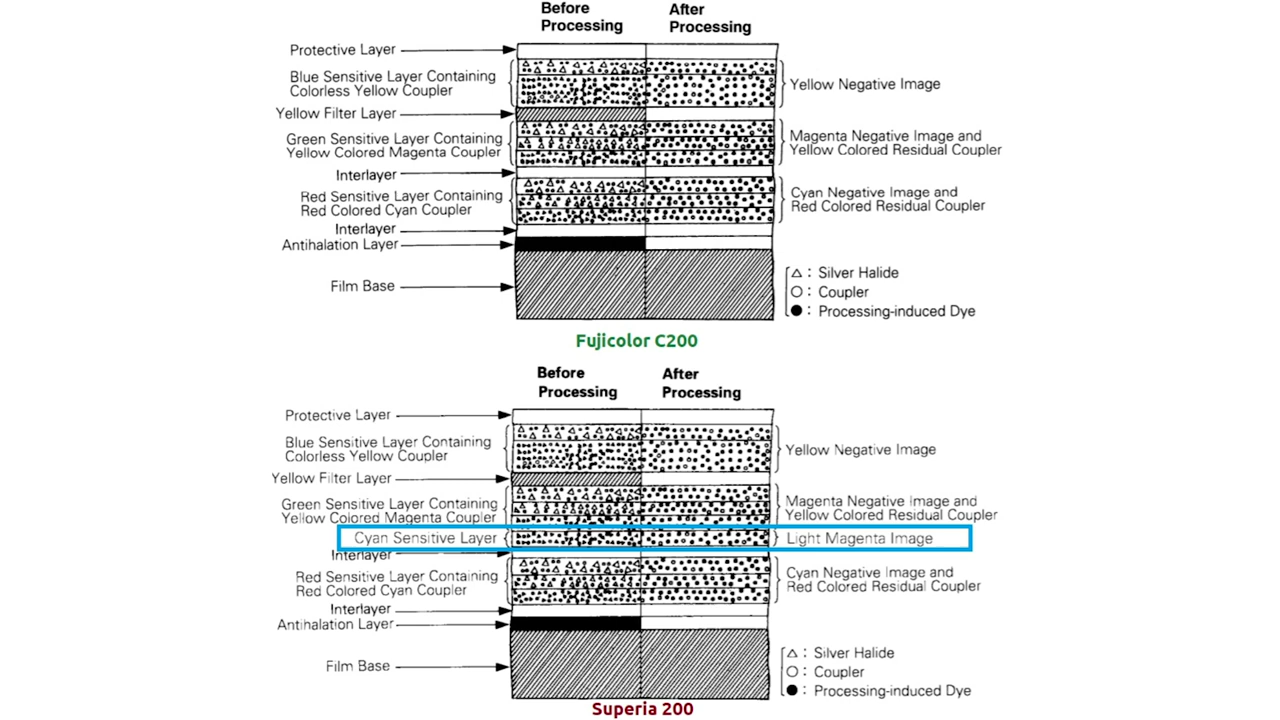 Before
Processing
After
Processing
Protective Layer
Blue Sensitive Layer Containing
Colorless Yellow Coupler
Yellow Negative Image
Yellow Filter Layer
Green Sensitive Layer Containing
Yellow Colored Magenta Coupler
Magenta Negative Image and
Yellow Colored Residual Coupler
Interlayer
Red Sensitive Layer Containing
Red Colored Cyan Coupler
Cyan Negative Image and
Red Colored Residual Coupler
Interlayer
Antihalation Layer
Film Base
: Silver Halide
: Coupler
: Processing-induced Dye
Fujicolor C200
Before
Processing
After
Processing
Protective Layer
Blue Sensitive Layer Containing
Colorless Yellow Coupler
Yellow Negative Image
Yellow Filter Layer
Green Sensitive Layer Containing
Yellow Colored Magenta Coupler
Magenta Negative Image and
Yellow Colored Residual Coupler
Cyan Sensitive Layer
Light Magenta Image
Interlayer
Red Sensitive Layer Containing
Red Colored Cyan Coupler
Cyan Negative Image and
Red Colored Residual Coupler
Interlayer
Antihalation Layer
Film Base
: Silver Halide
: Coupler
: Processing-induced Dye
Superia 200